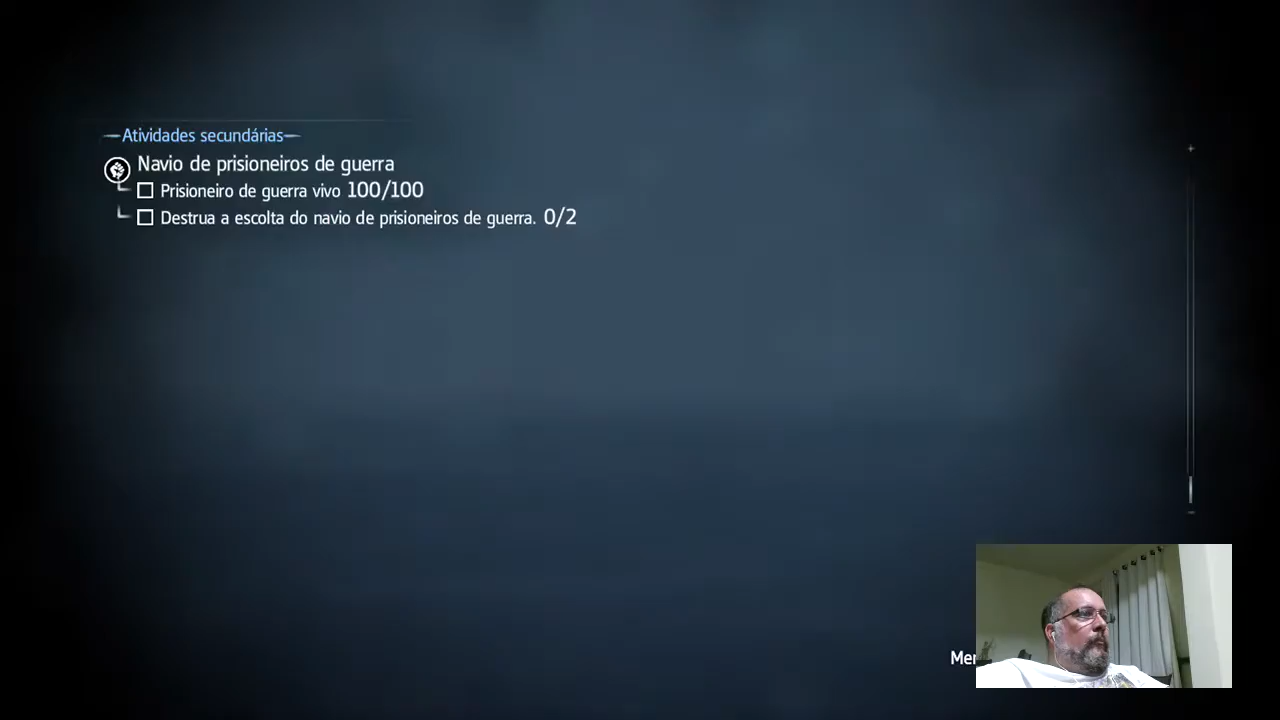 Atividades secundárias
Navio de prisioneiros de guerra
Prisioneiro de guerra vivo 100/100
Destrua a escolta do navio de prisioneiros de guerra. 0/2